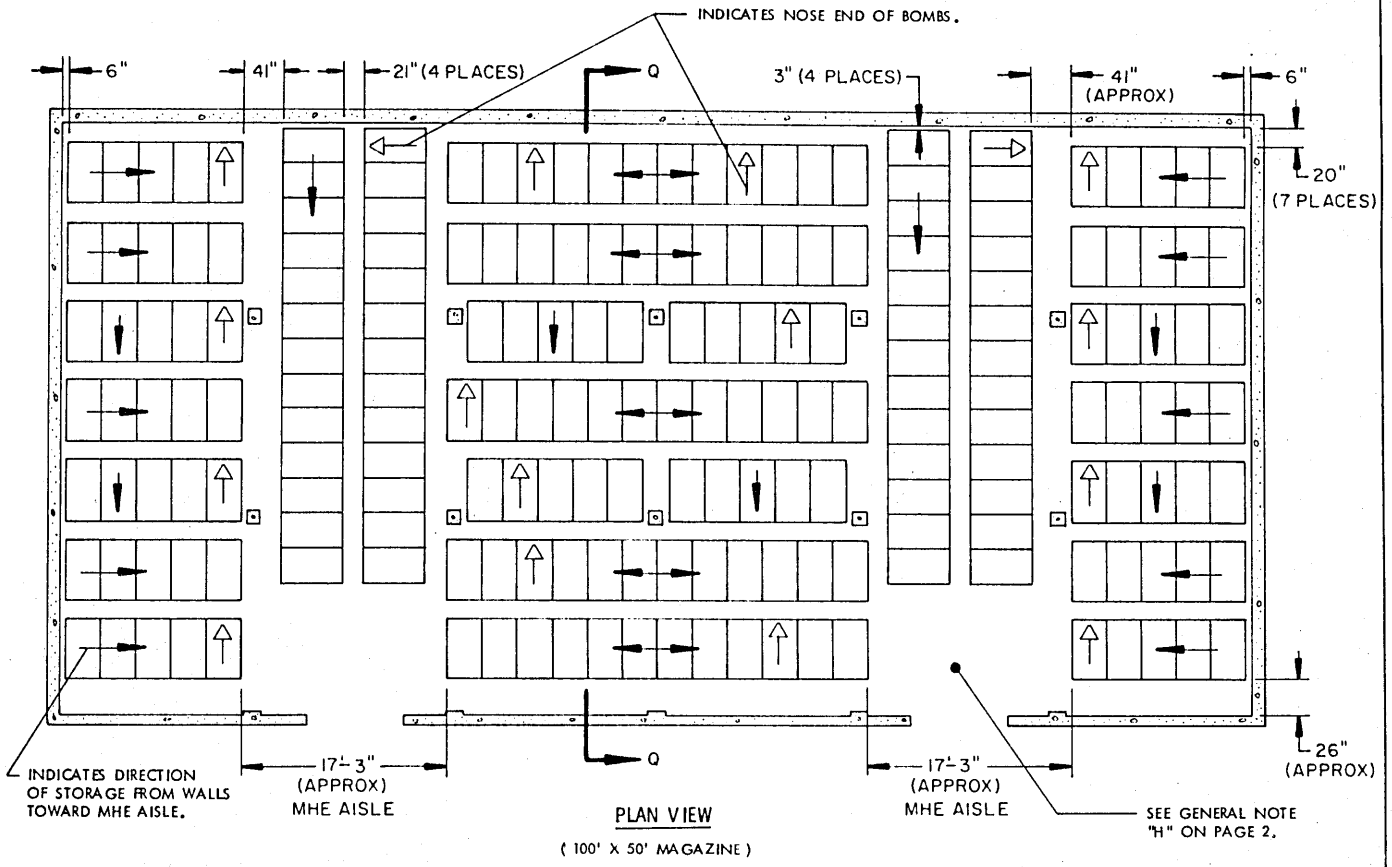 INDICATES NOSE END OF BOMBS.
6"
41"
21" (4 PLACES)
Q
3" (4 PLACES)
41"
(APPROX)
6"
20"
(7 PLACES)
INDICATES DIRECTION
OF STORAGE FROM WALLS
TOWARD MHE AISLE.
17'-3"
(APPROX)
MHE AISLE
Q
17'-3"
(APPROX)
MHE AISLE
26"
(APPROX)
SEE GENERAL NOTE
"H" ON PAGE 2.
PLAN VIEW
( 100' X 50' MAGAZINE )